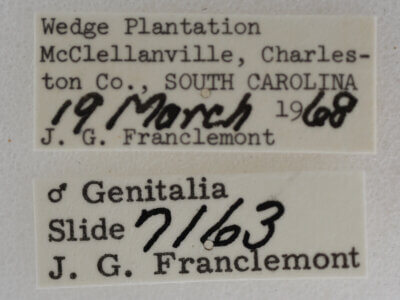 Wedge Plantation
McClellanville, Charles-
ton Co., SOUTH CAROLINA
19 March 1968
J. G. Franclemont
♂ Genitalia
Slide 7163
J. G. Franclemont